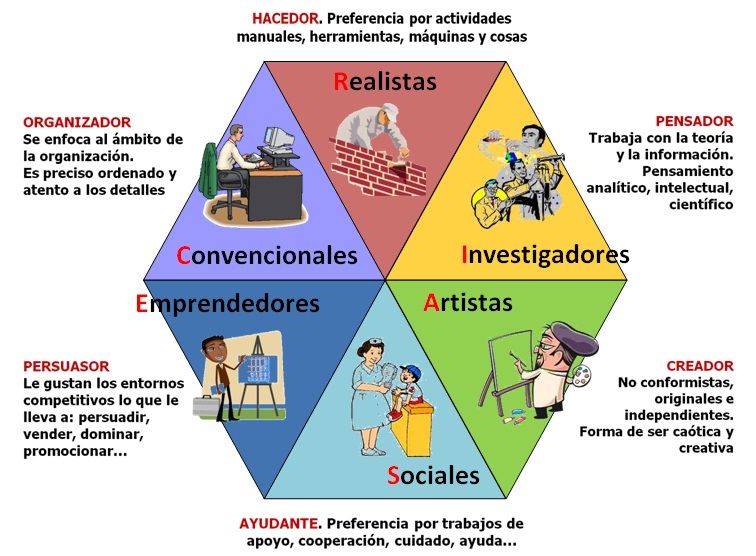 HACEDOR. Preferencia por actividades
manuales, herramientas, máquinas y cosas
Realistas
ORGANIZADOR
Se enfoca al ámbito de
la organización.
Es preciso ordenado y
atento a los detalles
PENSADOR
Trabaja con la teoría
y la información.
Pensamiento
analítico, intelectual,
científico
Convencionales
Investigadores
Emprendedores
Artistas
PERSUASOR
Le gustan los entornos
competitivos lo que le
lleva a: persuadir,
vender, dominar,
promocionar...
CREADOR
No conformistas,
originales e
independientes.
Forma de ser caótica y
creativa
Sociales
AYUDANTE. Preferencia por trabajos de
apoyo, cooperación, cuidado, ayuda...